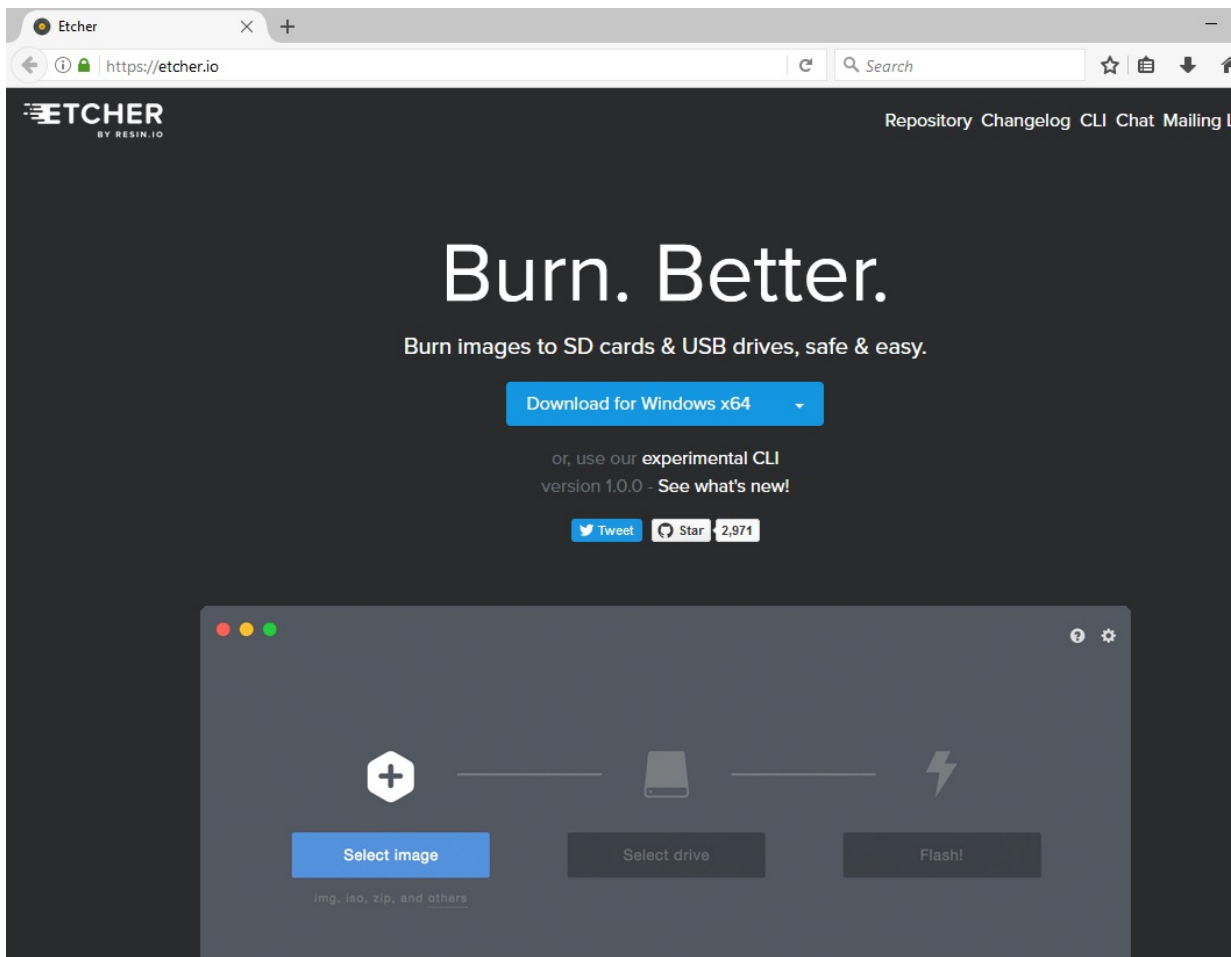 Etcher
https://etcher.io
Search
ETCHER
BY RESIN.IO
Repository Changelog CLI Chat Mailing L
Burn. Better.
Burn images to SD cards & USB drives, safe & easy.
Download for Windows x64
or, use our experimental CLI
version 1.0.0 - See what's new!
Tweet Star 2,971
Select image Select drive Flash!
img, iso, zip, and others